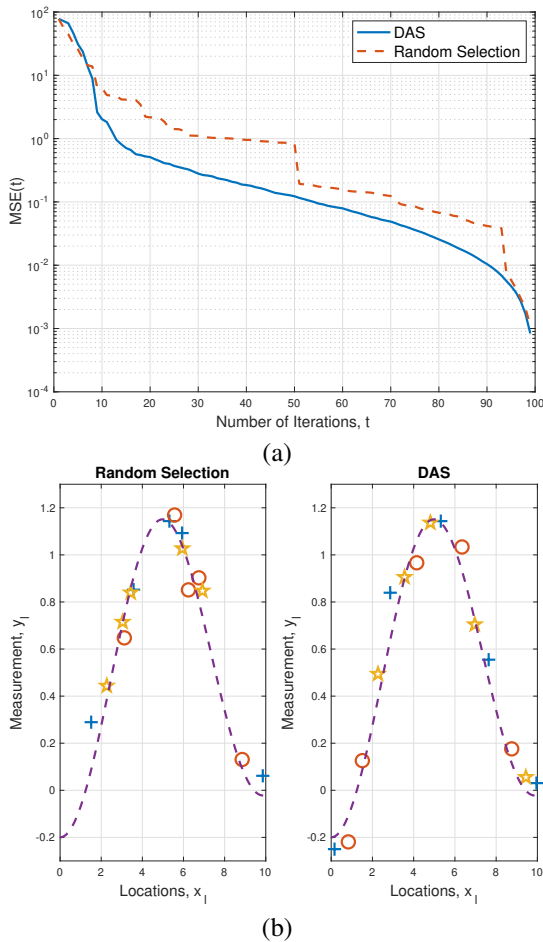 10^2
10^1
10^0
10^-1
10^-2
10^-3
10^-4
MSE(t)
DAS
Random Selection
0 10 20 30 40 50 60 70 80 90 100
Number of Iterations, t
(a)
Random Selection
1.2
1
0.8
0.6
0.4
0.2
0
-0.2
Measurement, y_l
0 2 4 6 8 10
Locations, x_l
DAS
1.2
1
0.8
0.6
0.4
0.2
0
-0.2
Measurement, y_l
0 2 4 6 8 10
Locations, x_l
(b)